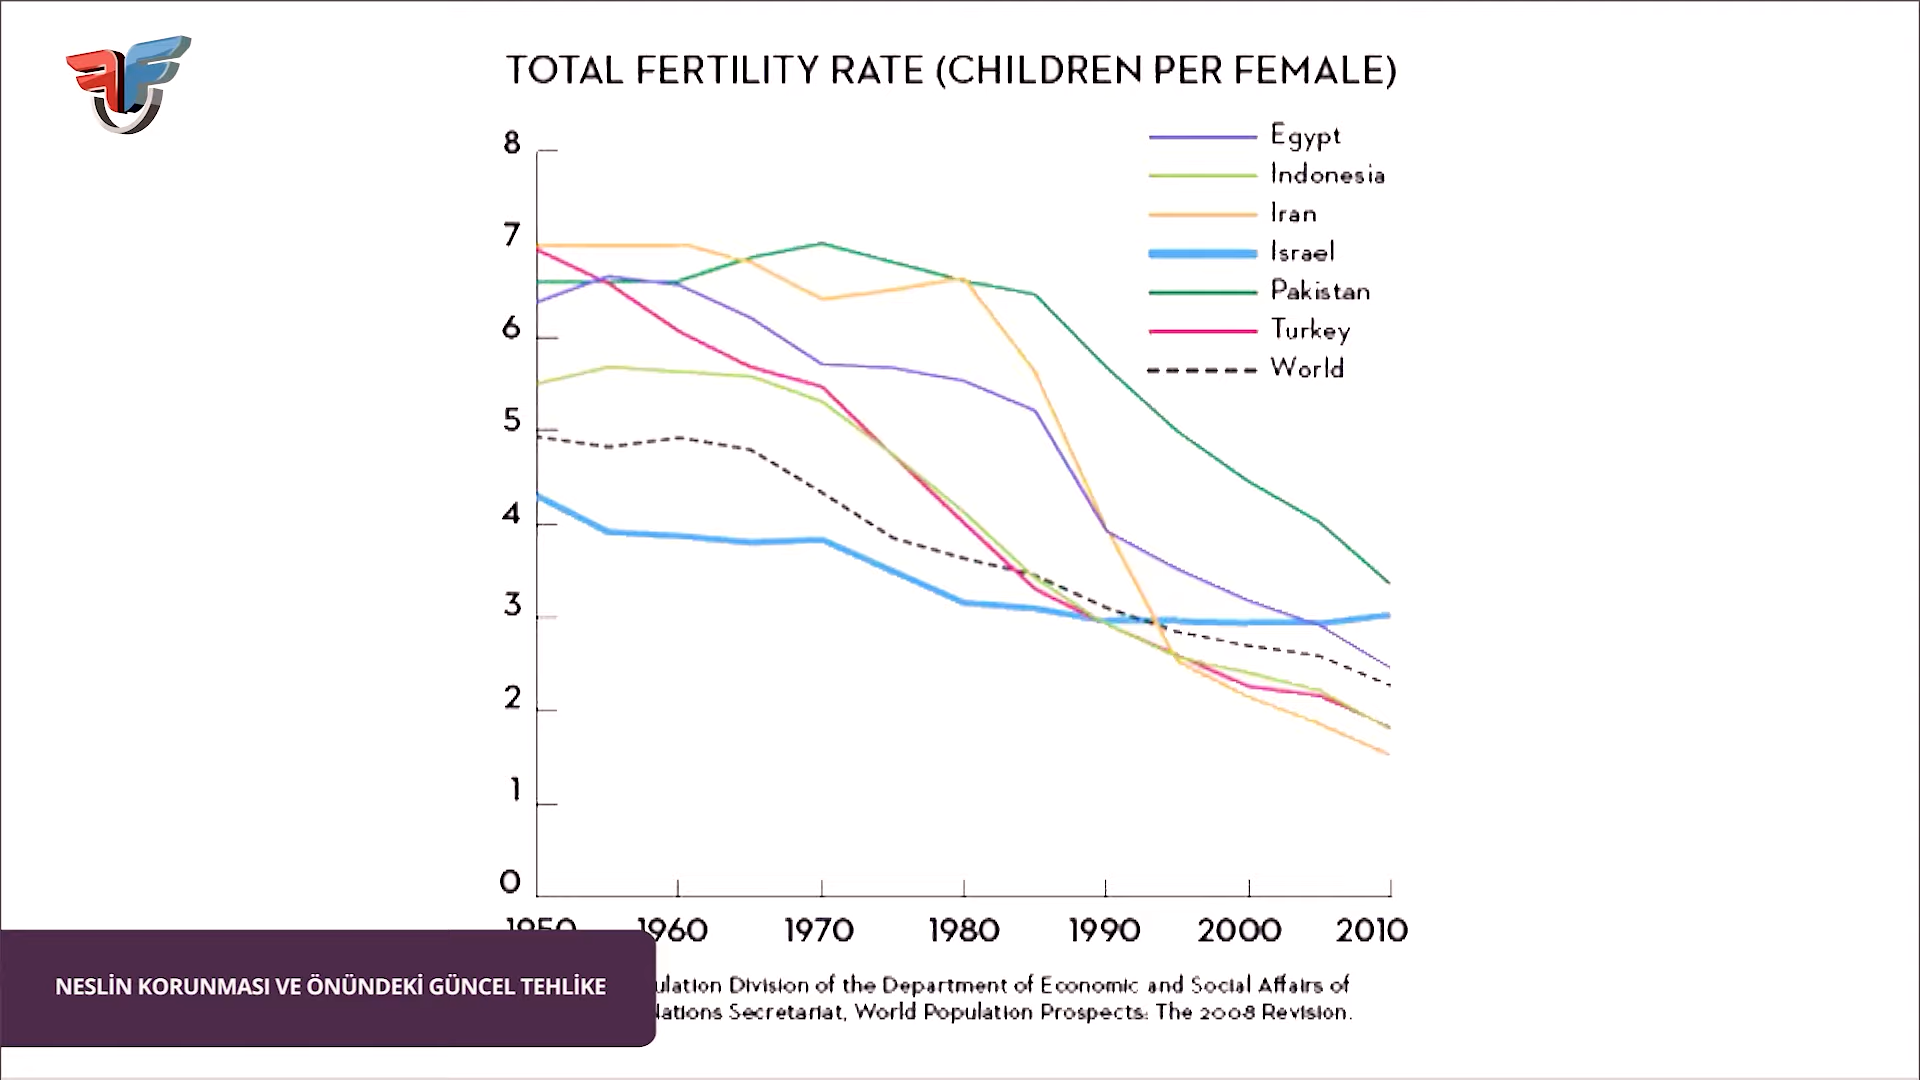 TOTAL FERTILITY RATE (CHILDREN PER FEMALE)
8
7
6
5
4
3
2
1
0
Egypt
Indonesia
Iran
Israel
Pakistan
Turkey
World
1950 1960 1970 1980 1990 2000 2010
Division of the Department of Economic and Social Affairs of
Secretariat, World Population Prospects: The 2008 Revision.
NESLİN KORUNMASI VE ÖNÜNDEKİ GÜNCEL TEHLİKE